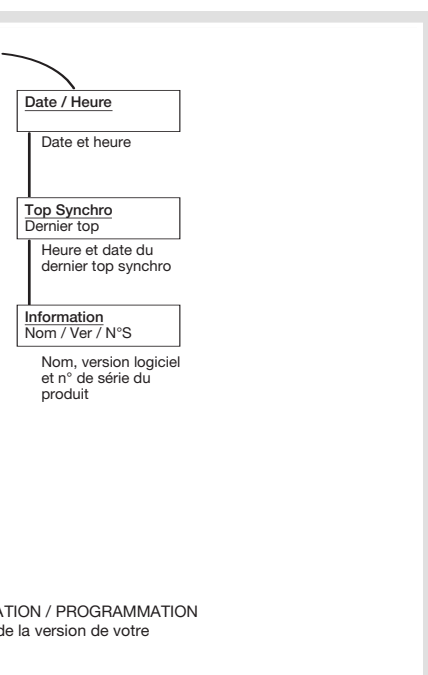 Date / Heure
Date et heure
Top Synchro
Dernier top
Heure et date du
dernier top synchro
Information
Nom / Ver / N°S
Nom, version logiciel
et n° de série du
produit
ATION / PROGRAMMATION
de la version de votre